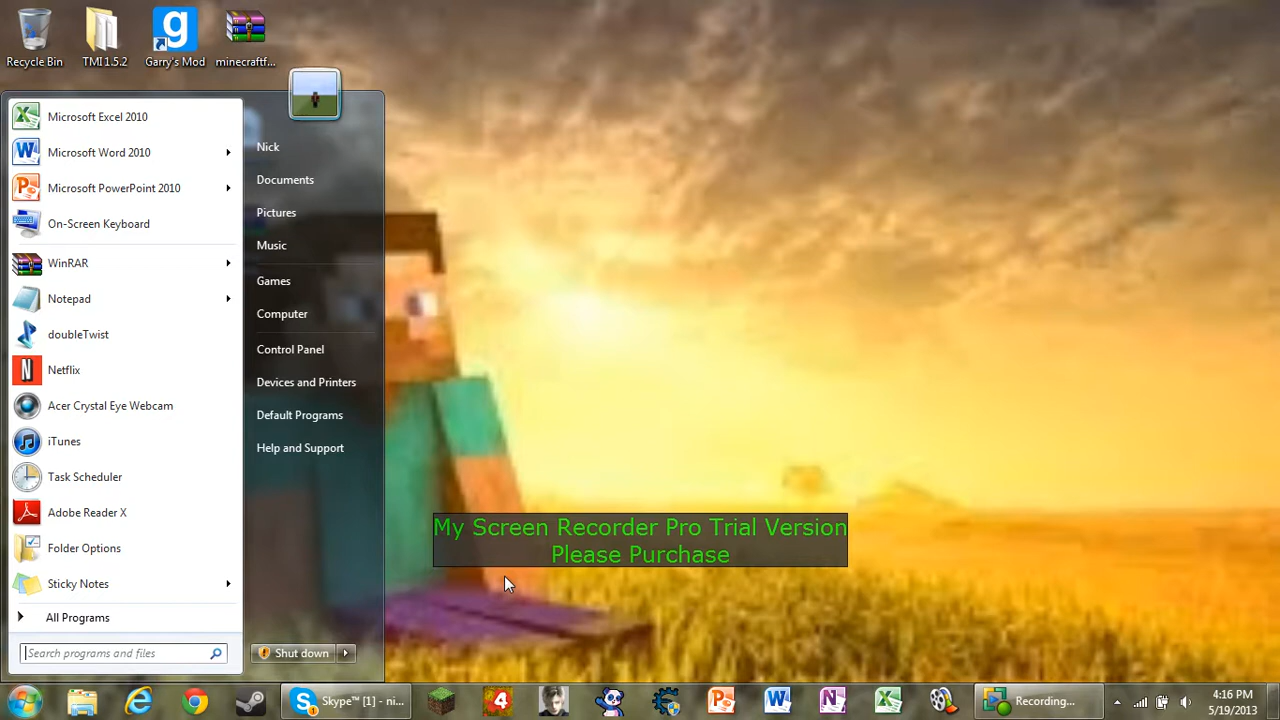 Recycle Bin
TMI 1.5.2
Garry's Mod
minecraftf...
Microsoft Excel 2010
Microsoft Word 2010
Microsoft PowerPoint 2010
On-Screen Keyboard
WinRAR
Notepad
doubleTwist
Netflix
Acer Crystal Eye Webcam
iTunes
Task Scheduler
Adobe Reader X
Folder Options
Sticky Notes
All Programs
Search programs and files
Nick
Documents
Pictures
Music
Games
Computer
Control Panel
Devices and Printers
Default Programs
Help and Support
Shut down
My Screen Recorder Pro Trial Version
Please Purchase
Skype™ [1] - ni...
Recording...
4:16 PM
5/19/2013